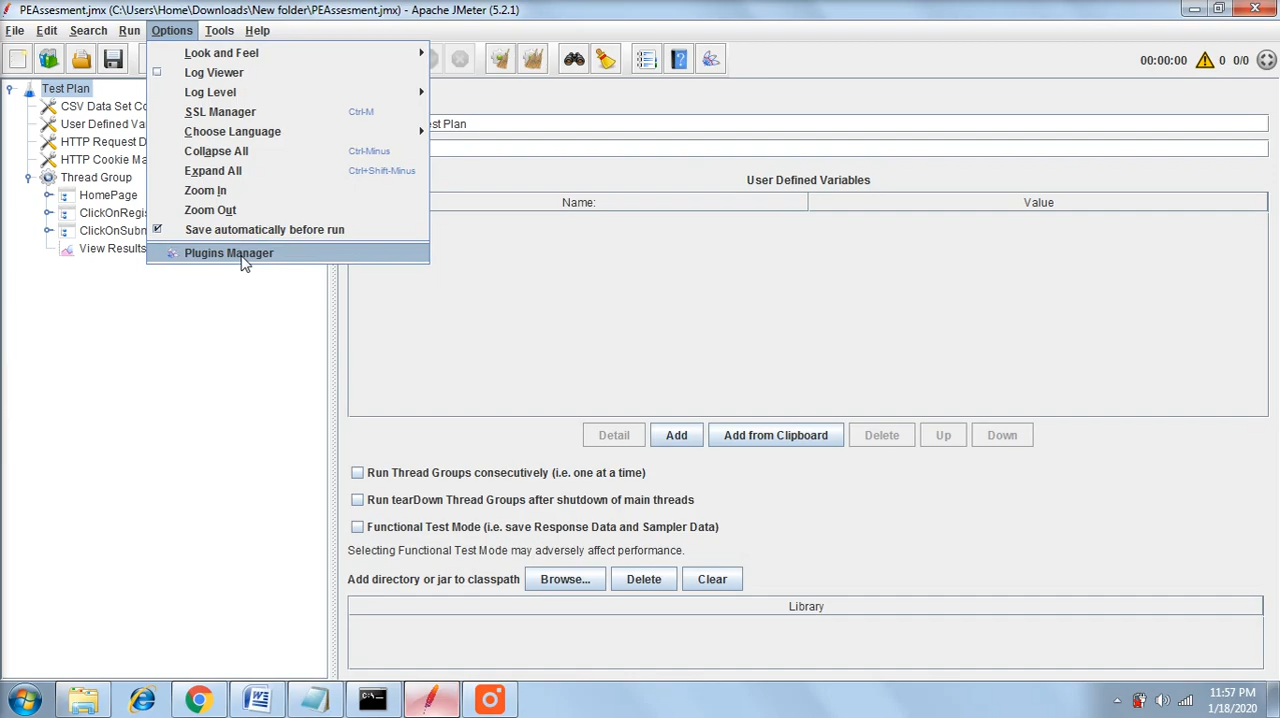 PEAssesment.jmx (C:\Users\Home\Downloads\New folder\PEAssesment.jmx) - Apache JMeter (5.2.1)
File Edit Search Run Options Tools Help
00:00:00 0 0/0
Look and Feel
Log Viewer
Log Level
SSL Manager Ctrl-M
Choose Language
Collapse All Ctrl-Minus
Expand All Ctrl+Shift-Minus
Zoom In
Zoom Out
Save automatically before run
Plugins Manager
Test Plan
CSV Data Set Co
User Defined Va
HTTP Request D
HTTP Cookie Ma
Thread Group
HomePage
ClickOnRegi
ClickOnSubm
View Results
est Plan
User Defined Variables
Name: Value
Detail Add Add from Clipboard Delete Up Down
Run Thread Groups consecutively (i.e. one at a time)
Run tearDown Thread Groups after shutdown of main threads
Functional Test Mode (i.e. save Response Data and Sampler Data)
Selecting Functional Test Mode may adversely affect performance.
Add directory or jar to classpath Browse... Delete Clear
Library
11:57 PM
1/18/2020